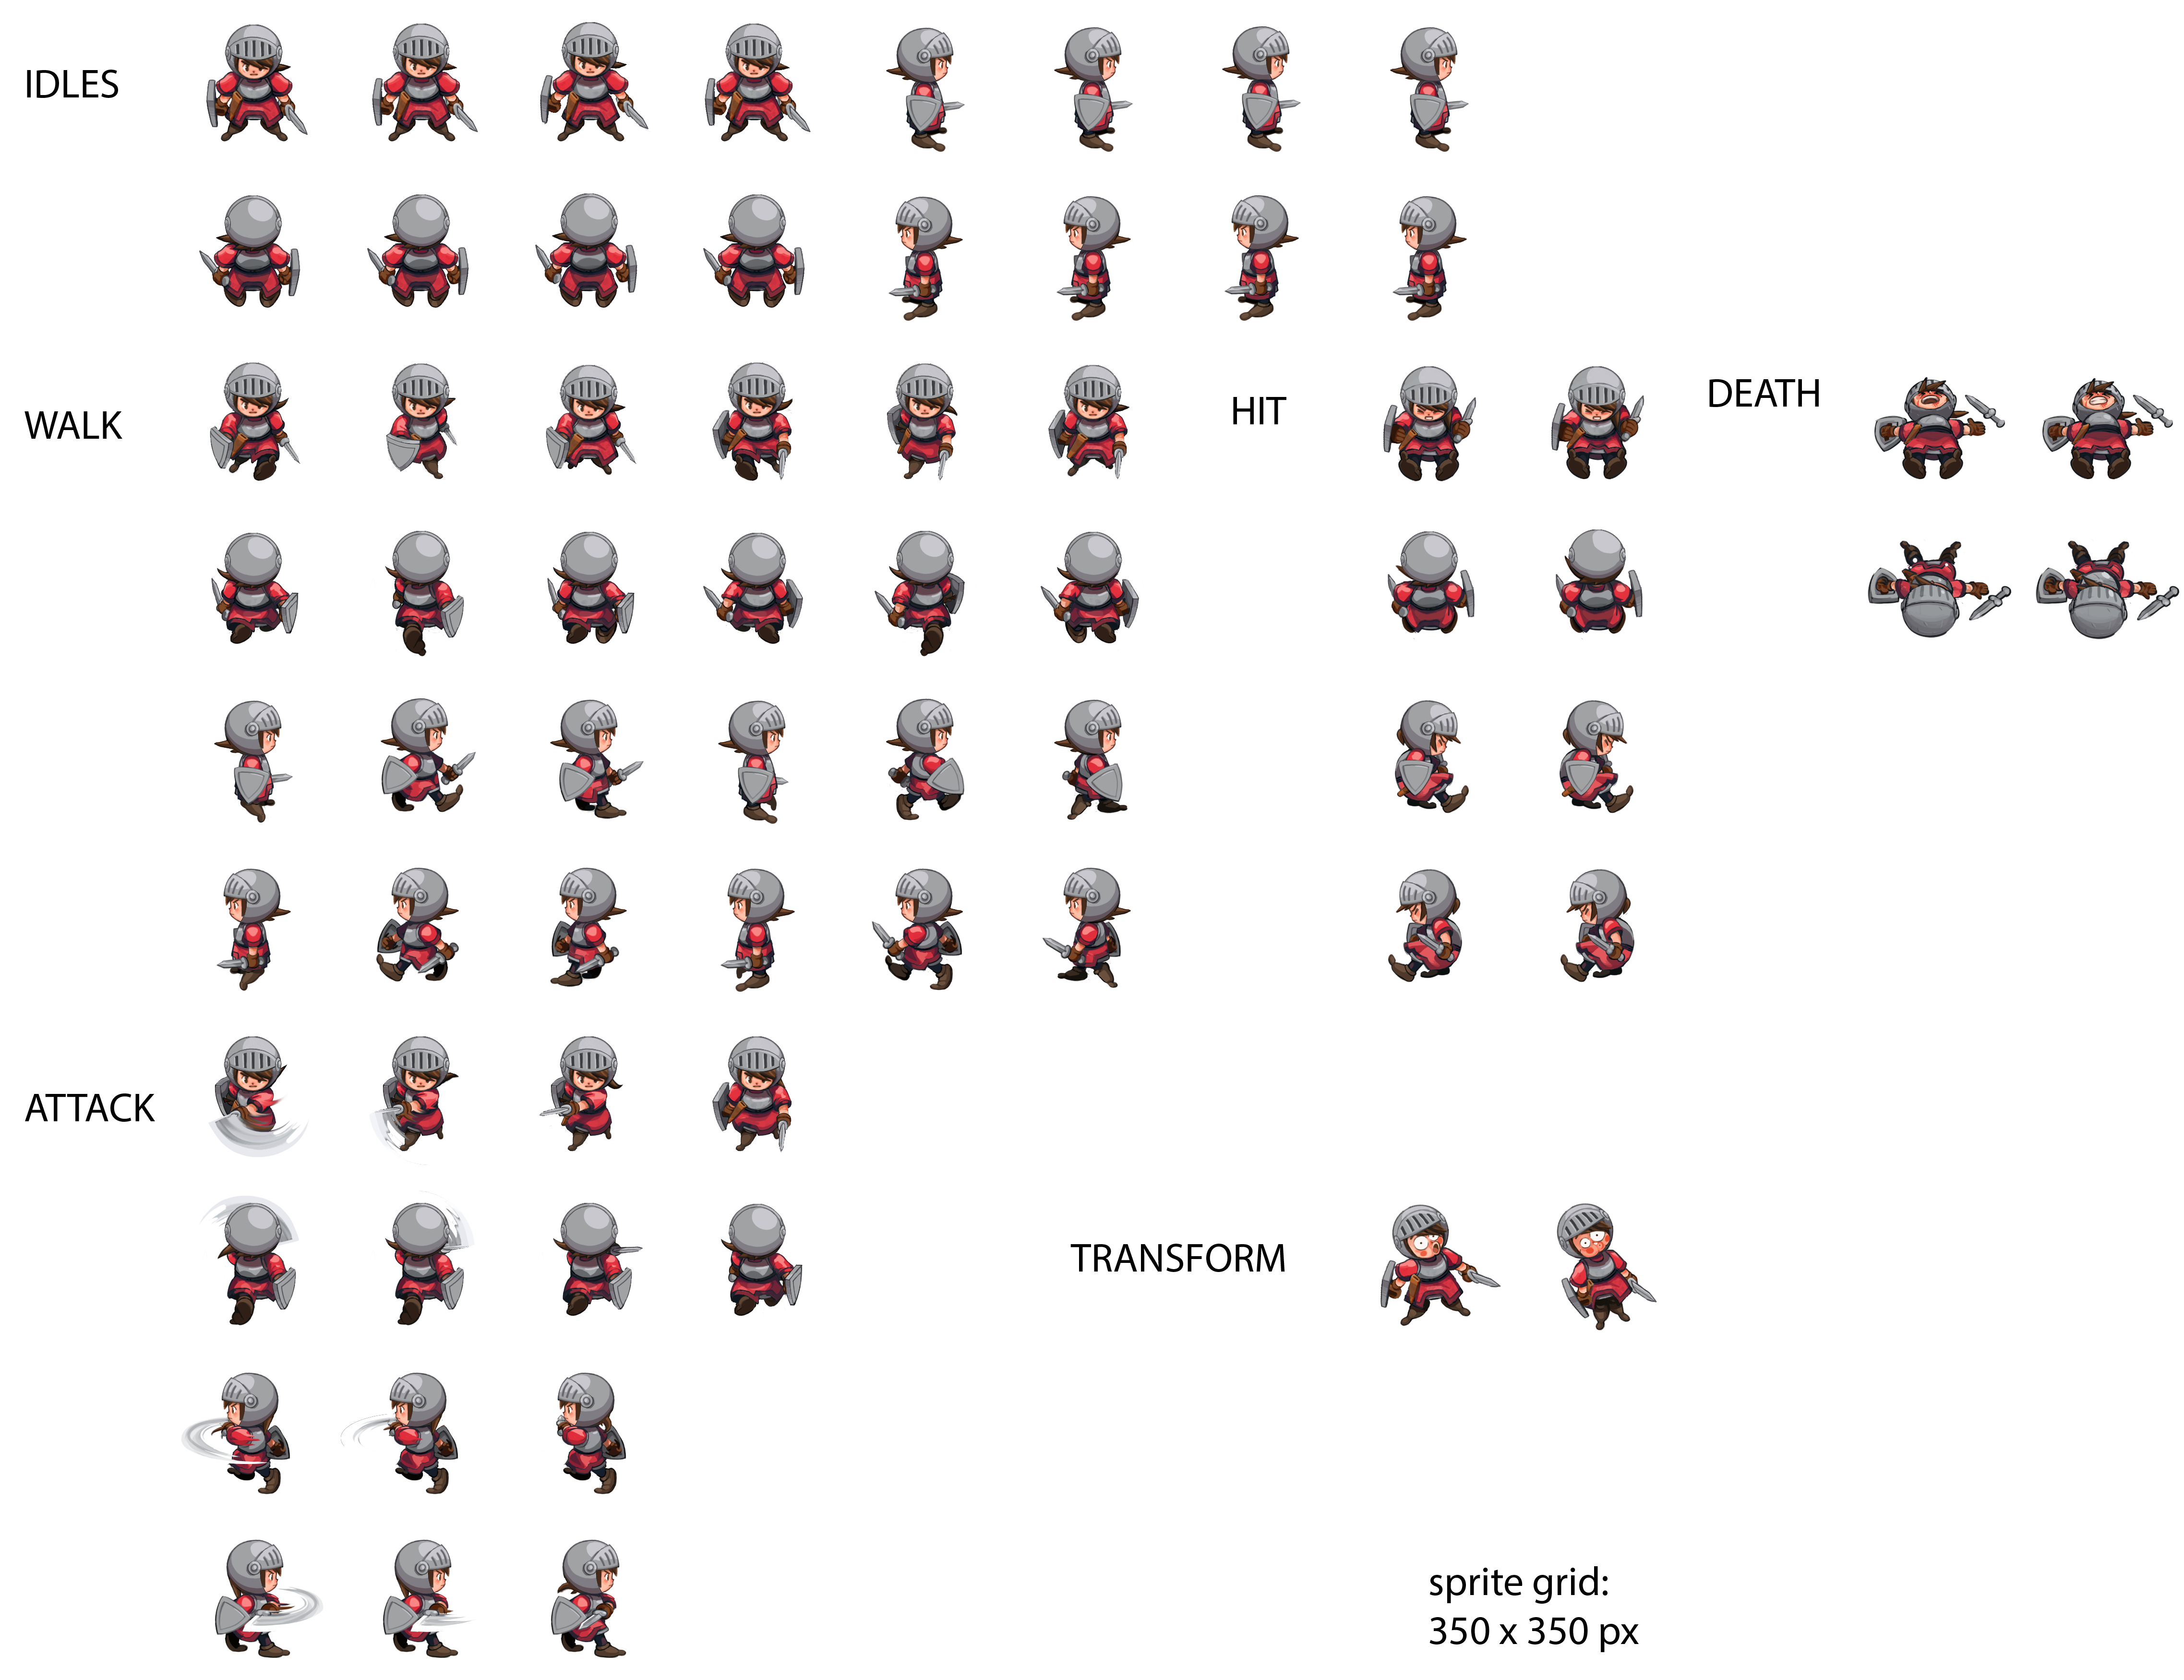 IDLES
WALK
HIT
DEATH
ATTACK
TRANSFORM
sprite grid:
350 x 350 px